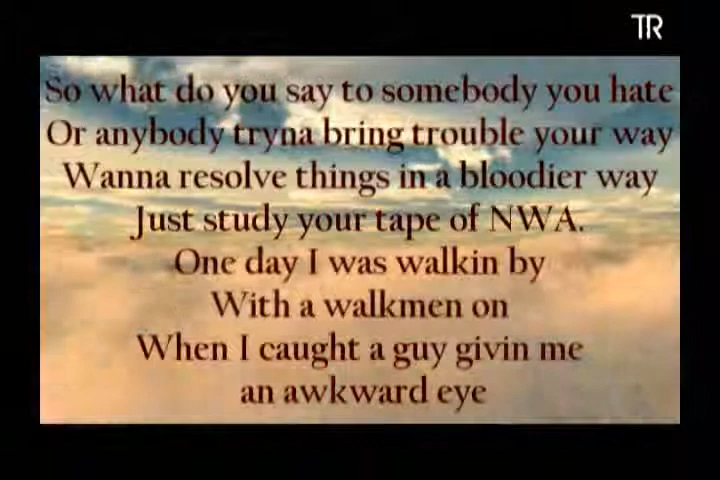 TR
So what do you say to somebody you hate
Or anybody tryna bring trouble your way
Wanna resolve things in a bloodier way
Just study your tape of NWA.
One day I was walkin by
With a walkmen on
When I caught a guy givin me
an awkward eye